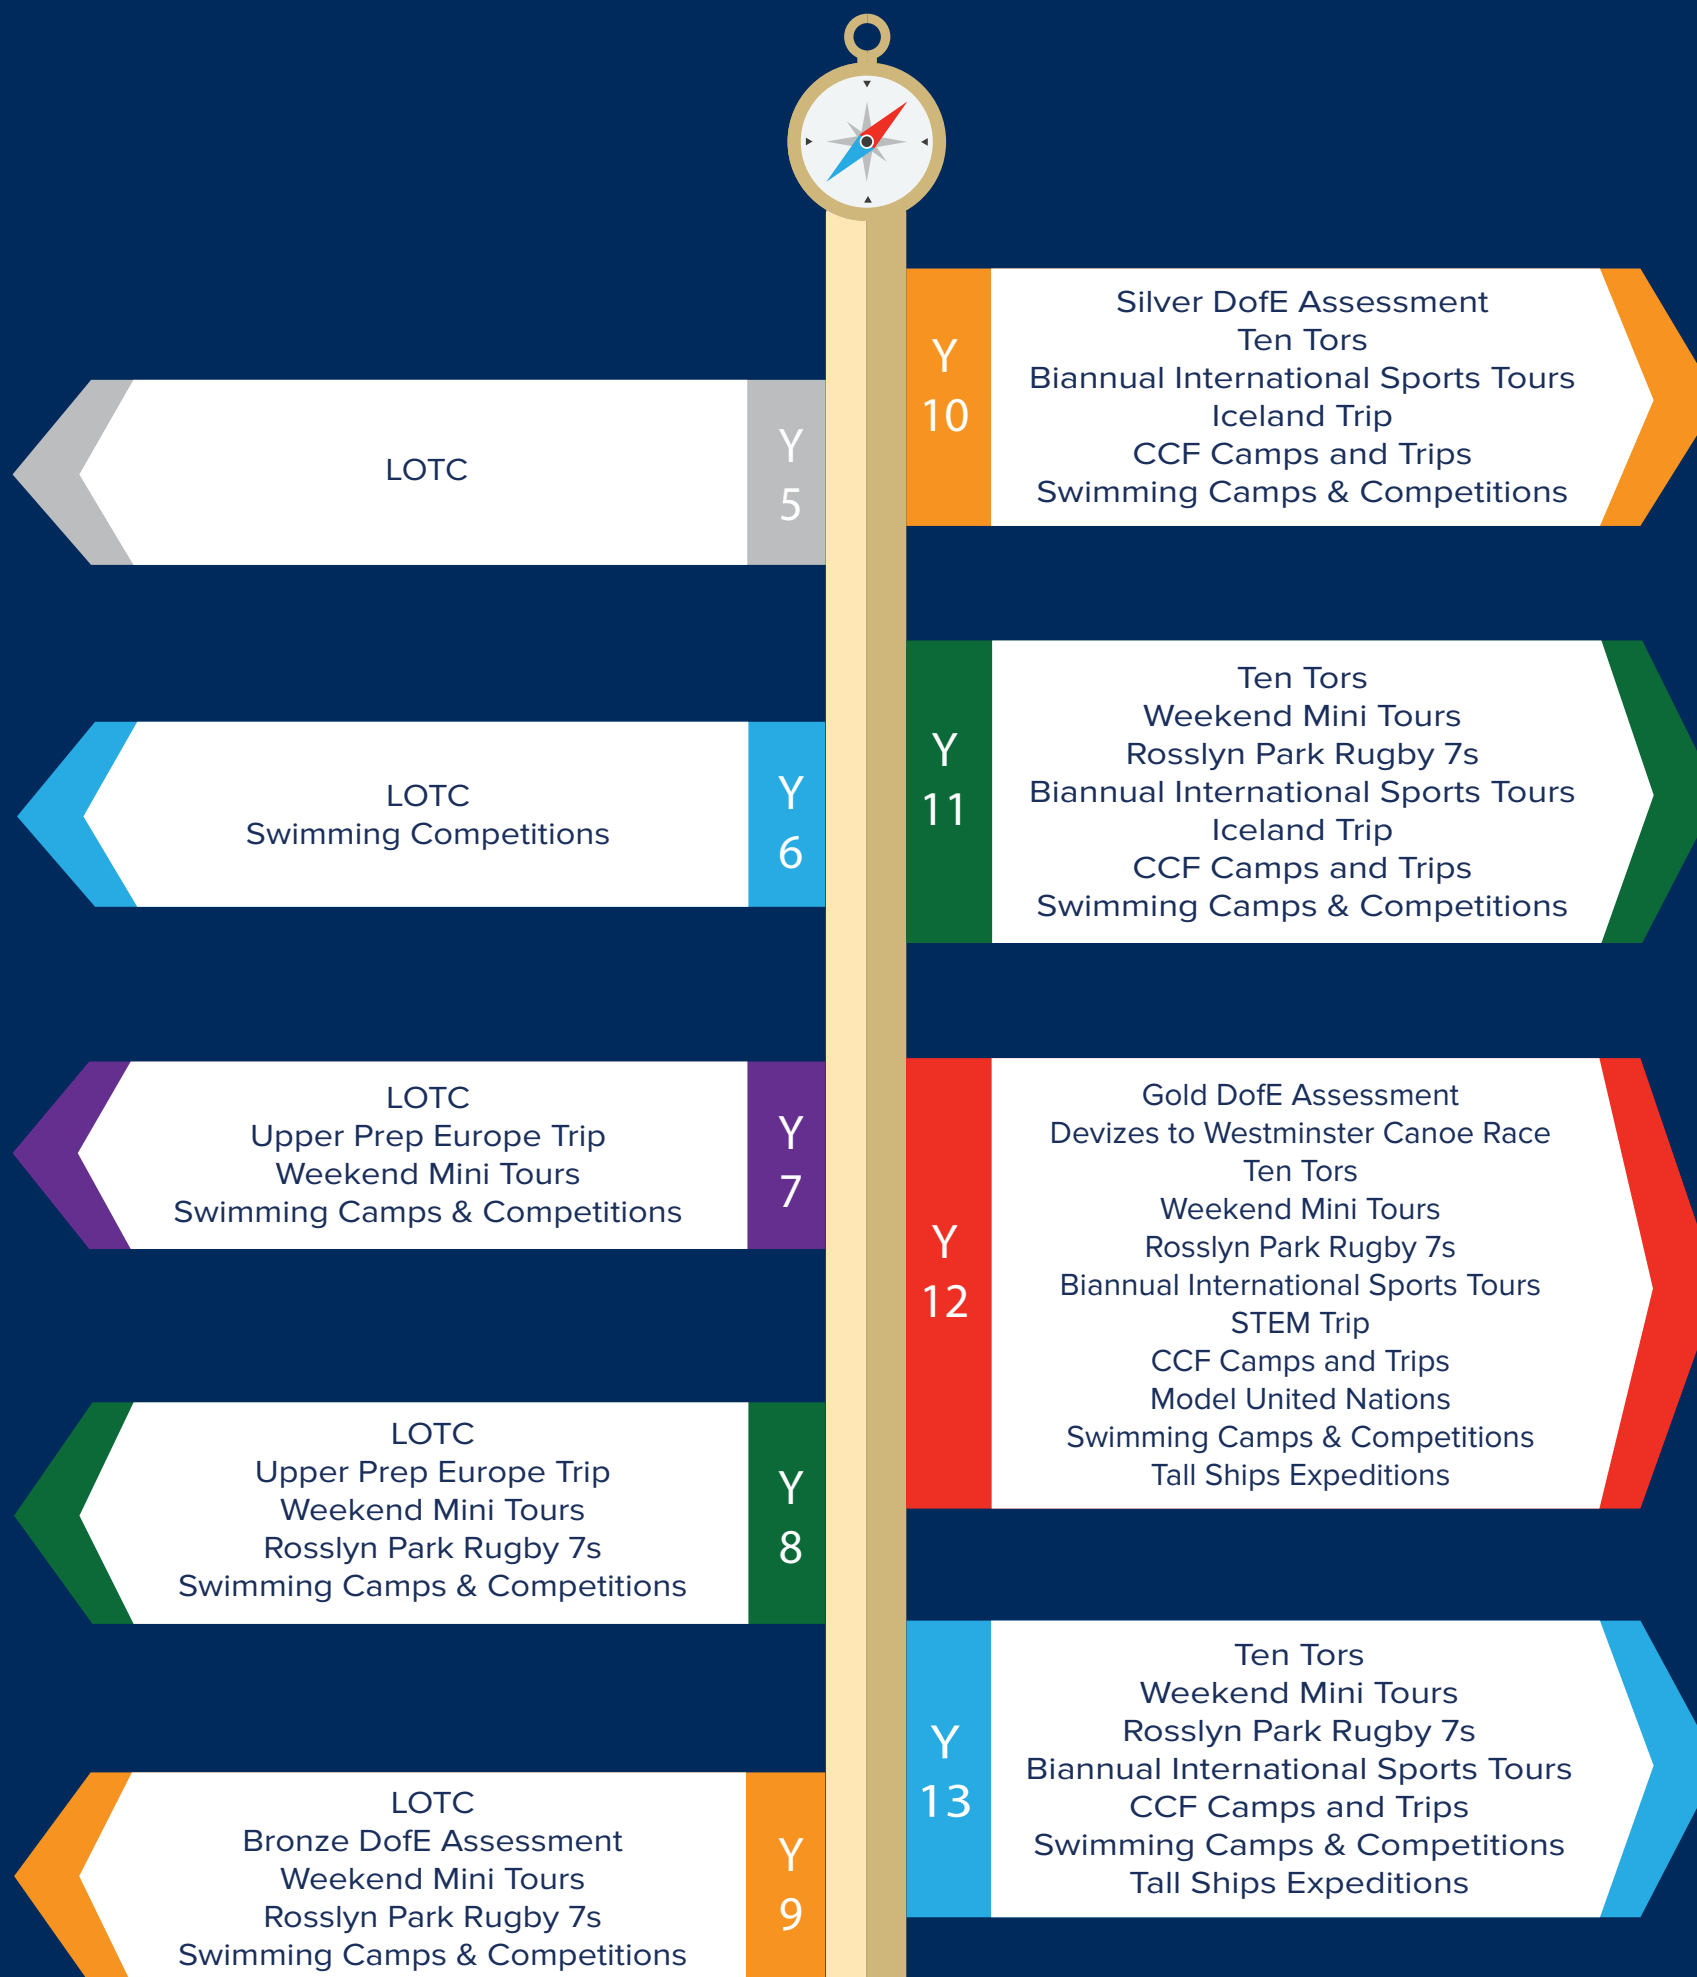 Y
5
LOTC
Y
6
LOTC
Swimming Competitions
Y
7
LOTC
Upper Prep Europe Trip
Weekend Mini Tours
Swimming Camps & Competitions
Y
8
LOTC
Upper Prep Europe Trip
Weekend Mini Tours
Rosslyn Park Rugby 7s
Swimming Camps & Competitions
Y
9
LOTC
Bronze DofE Assessment
Weekend Mini Tours
Rosslyn Park Rugby 7s
Swimming Camps & Competitions
Y
10
Silver DofE Assessment
Ten Tors
Biannual International Sports Tours
Iceland Trip
CCF Camps and Trips
Swimming Camps & Competitions
Y
11
Ten Tors
Weekend Mini Tours
Rosslyn Park Rugby 7s
Biannual International Sports Tours
Iceland Trip
CCF Camps and Trips
Swimming Camps & Competitions
Y
12
Gold DofE Assessment
Devizes to Westminster Canoe Race
Ten Tors
Weekend Mini Tours
Rosslyn Park Rugby 7s
Biannual International Sports Tours
STEM Trip
CCF Camps and Trips
Model United Nations
Swimming Camps & Competitions
Tall Ships Expeditions
Y
13
Ten Tors
Weekend Mini Tours
Rosslyn Park Rugby 7s
Biannual International Sports Tours
CCF Camps and Trips
Swimming Camps & Competitions
Tall Ships Expeditions